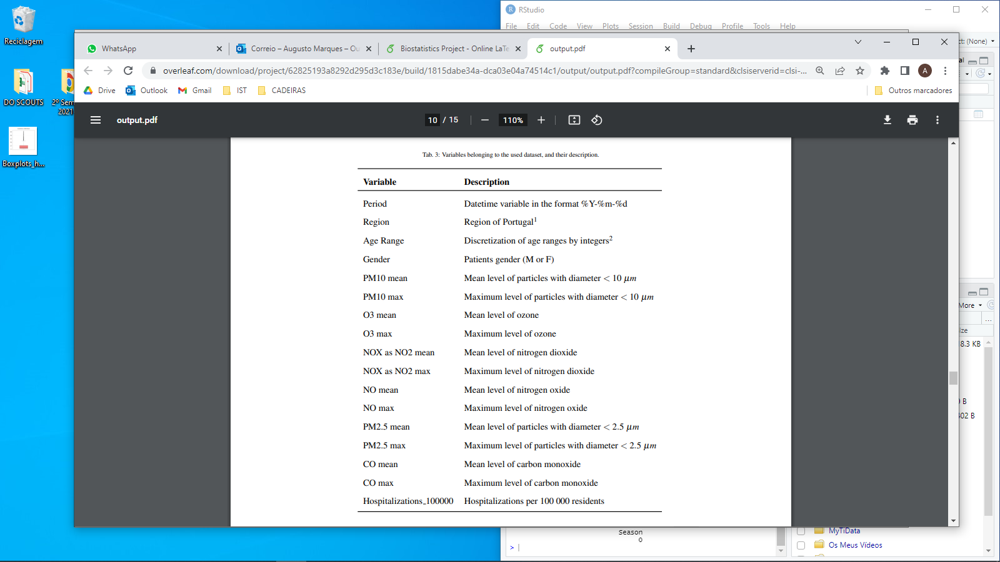 Reciclagem
DO SCOUTS
2º Sem
2021
Boxplots_h...
RStudio
File Edit Code View Plots Session Build Debug Profile Tools Help
WhatsApp
Correio – Augusto Marques – Ou
Biostatistics Project - Online LaTe
output.pdf
ct: (None)
overleaf.com/download/project/62825193a8292d295d3c183e/build/1815dabe34a-dca03e04a74514c1/output/output.pdf?compileGroup=standard&clsiserverid=clsi-...
A
Drive
Outlook
Gmail
IST
CADEIRAS
Outros marcadores
output.pdf
10 / 15
110%
Tab. 3: Variables belonging to the used dataset, and their description.
Variable Description
Period Datetime variable in the format %Y-%m-%d
Region Region of Portugal1
Age Range Discretization of age ranges by integers2
Gender Patients gender (M or F)
PM10 mean Mean level of particles with diameter < 10 μm
PM10 max Maximum level of particles with diameter < 10 μm
O3 mean Mean level of ozone
O3 max Maximum level of ozone
NOX as NO2 mean Mean level of nitrogen dioxide
NOX as NO2 max Maximum level of nitrogen dioxide
NO mean Mean level of nitrogen oxide
NO max Maximum level of nitrogen oxide
PM2.5 mean Mean level of particles with diameter < 2.5 μm
PM2.5 max Maximum level of particles with diameter < 2.5 μm
CO mean Mean level of carbon monoxide
CO max Maximum level of carbon monoxide
Hospitalizations_100000 Hospitalizations per 100 000 residents
al
More
...
ize
8.3 KB
B
402 B
Season
0
>
MyTiData
Os Meus Vídeos